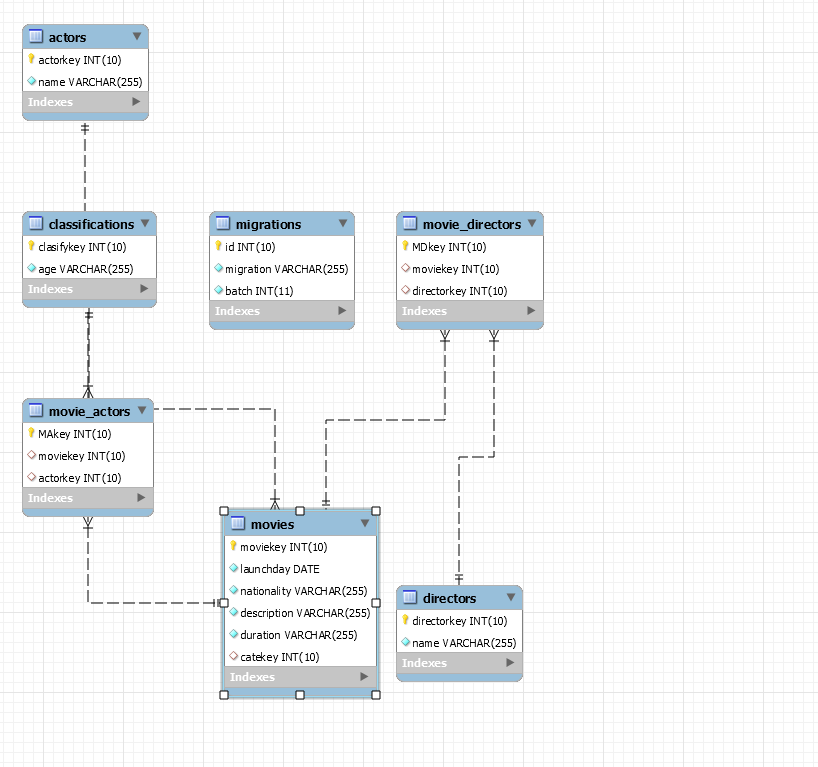 actors
actorkey INT(10)
name VARCHAR(255)
Indexes
classifications
clasifykey INT(10)
age VARCHAR(255)
Indexes
migrations
id INT(10)
migration VARCHAR(255)
batch INT(11)
Indexes
movie_directors
MDkey INT(10)
moviekey INT(10)
directorkey INT(10)
Indexes
movie_actors
MAkey INT(10)
moviekey INT(10)
actorkey INT(10)
Indexes
movies
moviekey INT(10)
launchday DATE
nationality VARCHAR(255)
description VARCHAR(255)
duration VARCHAR(255)
catekey INT(10)
Indexes
directors
directorkey INT(10)
name VARCHAR(255)
Indexes